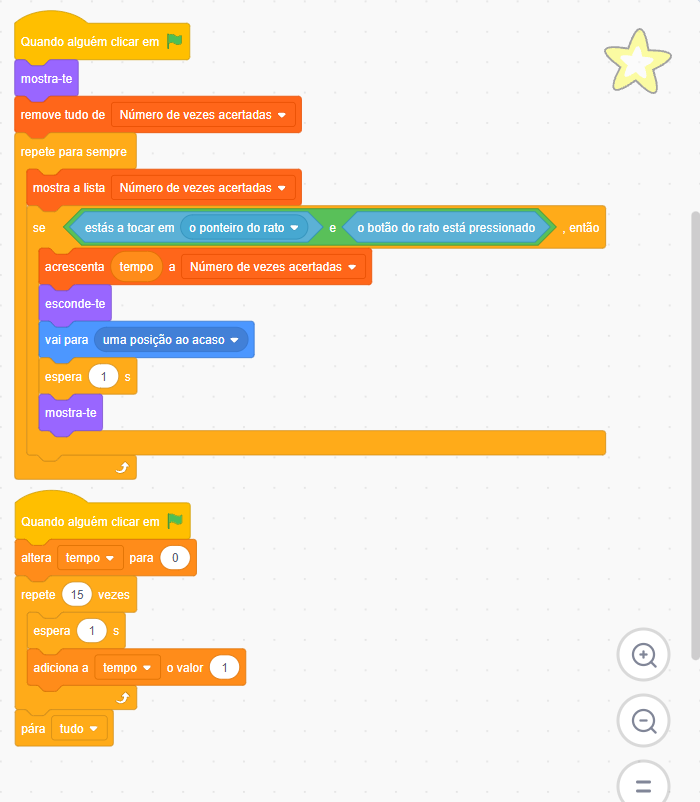 Quando alguém clicar em
mostra-te
remove tudo de Número de vezes acertadas
repete para sempre
mostra a lista Número de vezes acertadas
se estás a tocar em o ponteiro do rato e o botão do rato está pressionado , então
acrescenta tempo a Número de vezes acertadas
esconde-te
vai para uma posição ao acaso
espera 1 s
mostra-te
Quando alguém clicar em
altera tempo para 0
repete 15 vezes
espera 1 s
adiciona a tempo o valor 1
pára tudo